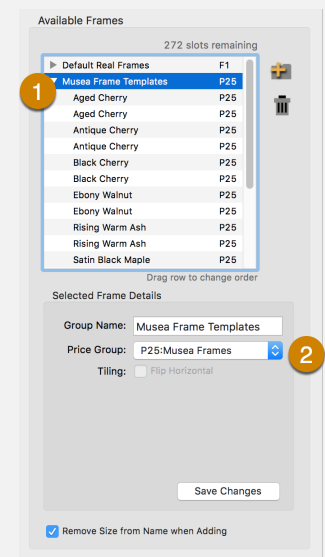 Available Frames
272 slots remaining
Default Real Frames F1
1
Musea Frame Templates P25
Aged Cherry P25
Aged Cherry P25
Antique Cherry P25
Antique Cherry P25
Black Cherry P25
Black Cherry P25
Ebony Walnut P25
Ebony Walnut P25
Rising Warm Ash P25
Rising Warm Ash P25
Satin Black Maple P25
Drag row to change order
Selected Frame Details
Group Name: Musea Frame Templates
Price Group: P25:Musea Frames
2
Tiling: Flip Horizontal
Save Changes
Remove Size from Name when Adding